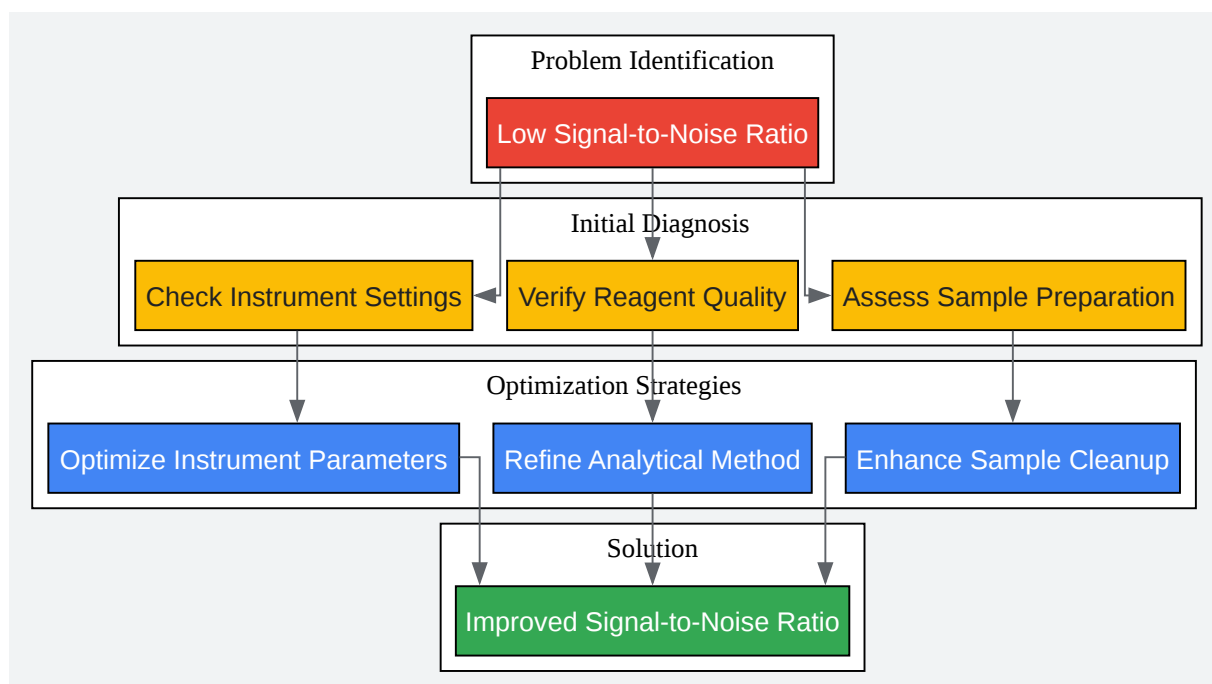 Problem Identification
Low Signal-to-Noise Ratio
Initial Diagnosis
Check Instrument Settings
Verify Reagent Quality
Assess Sample Preparation
Optimization Strategies
Optimize Instrument Parameters
Refine Analytical Method
Enhance Sample Cleanup
Solution
Improved Signal-to-Noise Ratio